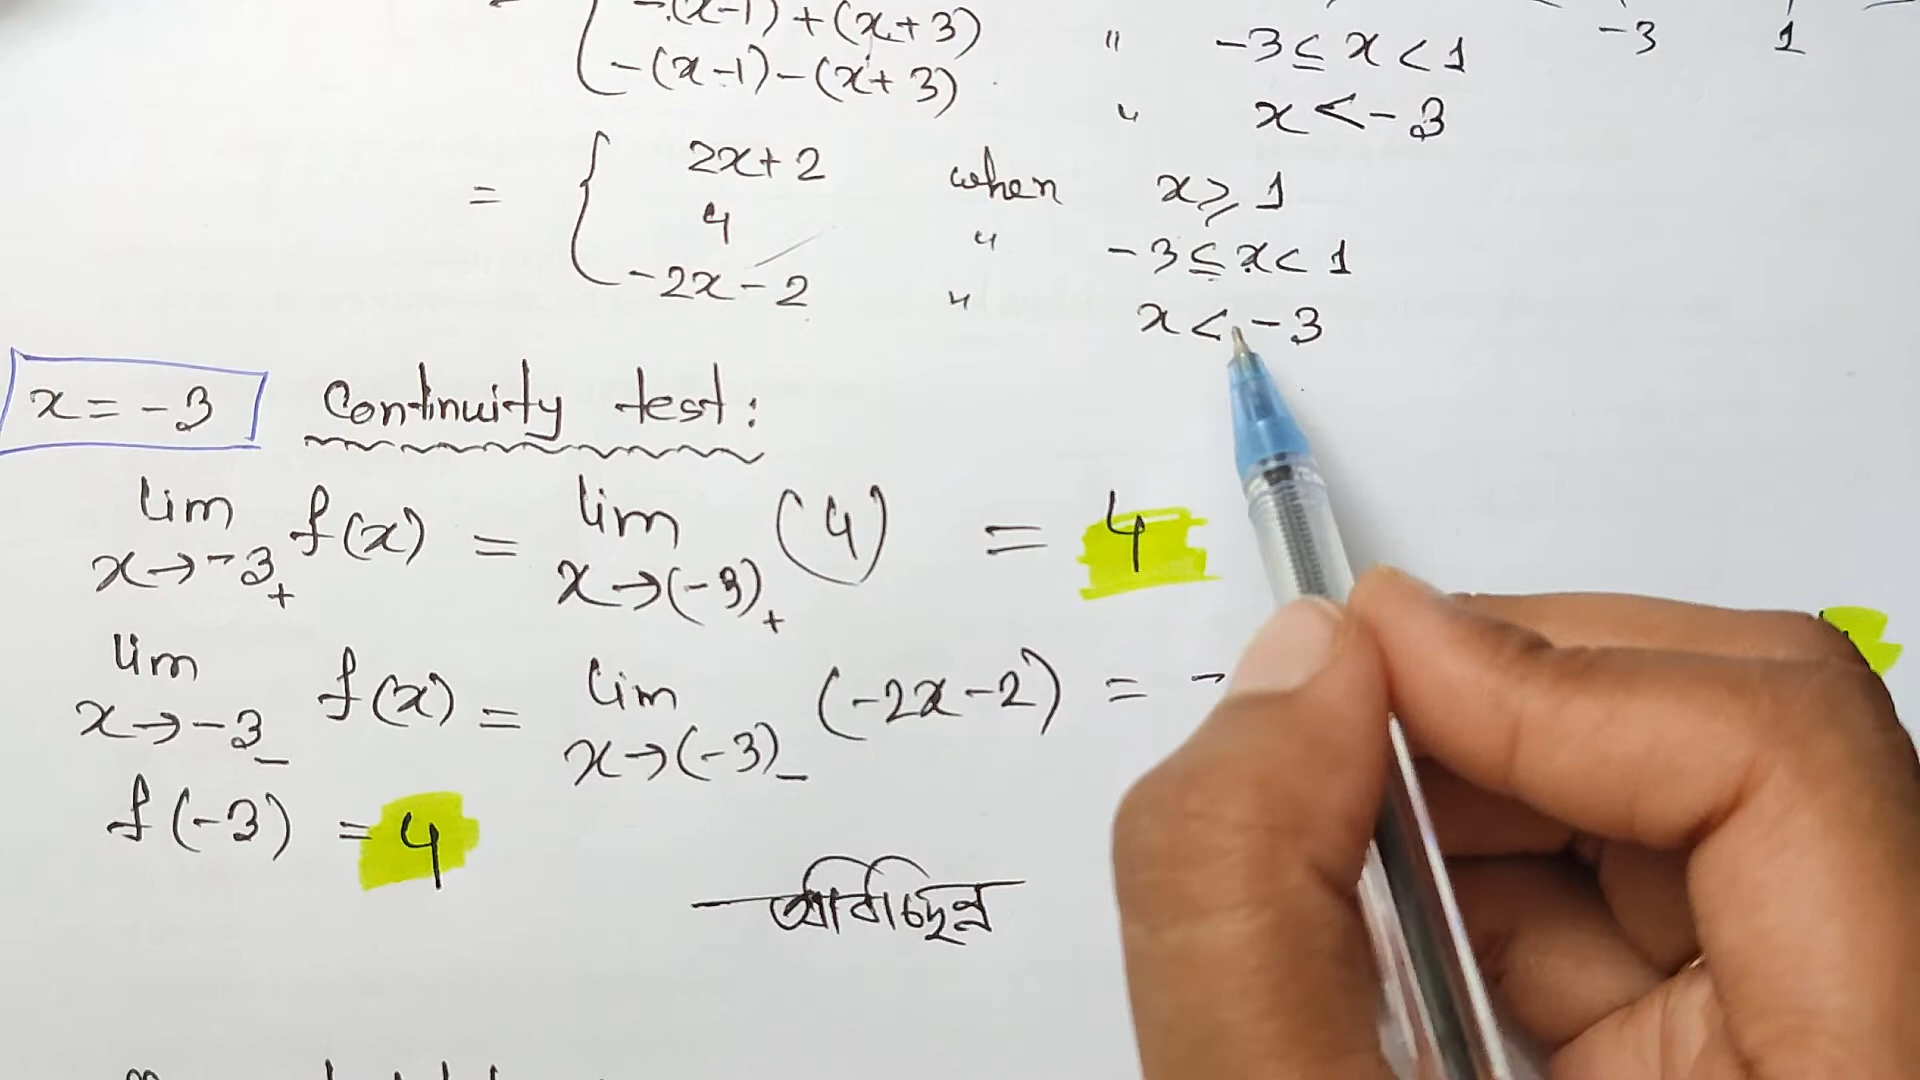 -(x-1)+(x+3) " -3≤x<1 -3 1
-(x-1)-(x+3) " x<-3
= { 2x+2 when x≥1
4 " -3≤x<1
-2x-2 " x<-3
x=-3 Continuity test:
lim x→-3+ f(x) = lim x→(-3)+ (4) = 4
lim x→-3- f(x) = lim x→(-3)- (-2x-2) = -
f(-3) = 4
অবিচ্ছিন্ন